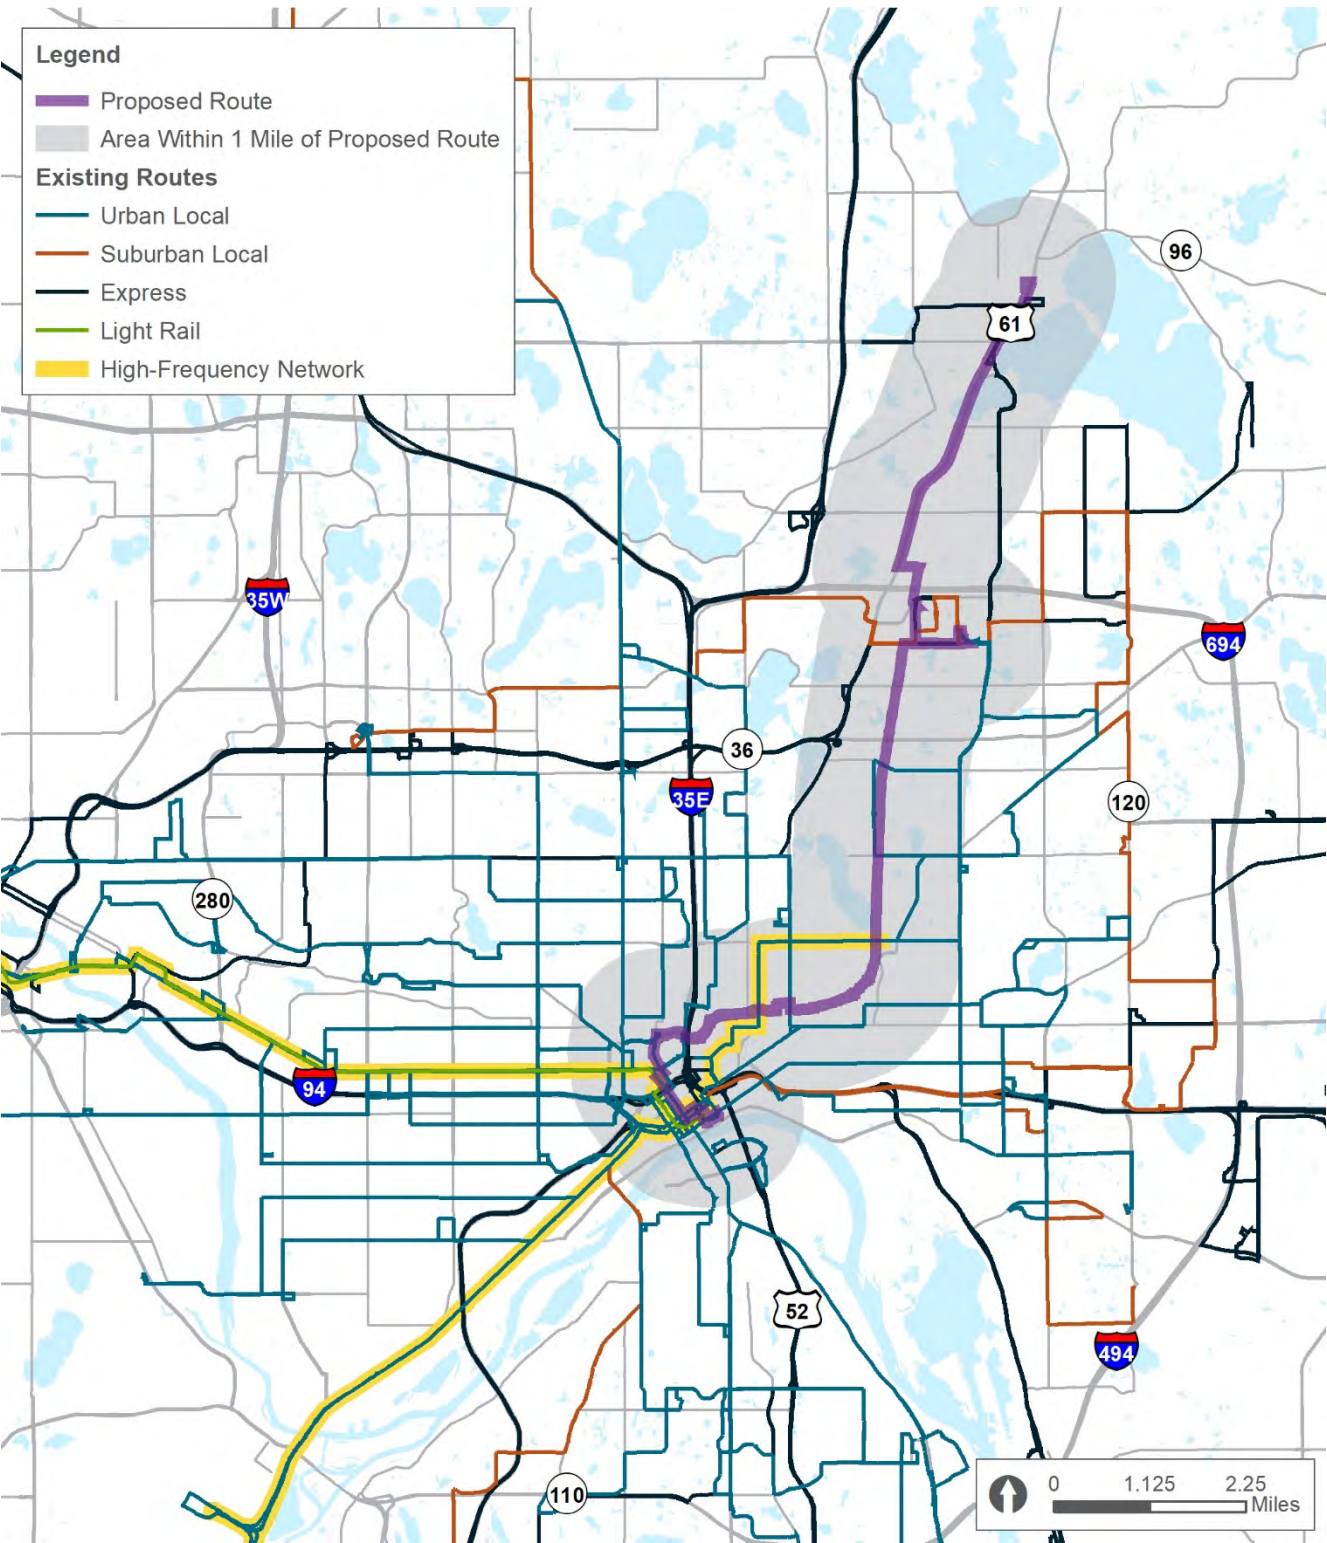 Legend
Proposed Route
Area Within 1 Mile of Proposed Route
Existing Routes
Urban Local
Suburban Local
Express
Light Rail
High-Frequency Network
96
61
35W
694
36
35E
120
280
94
52
494
110
0 1.125 2.25
Miles